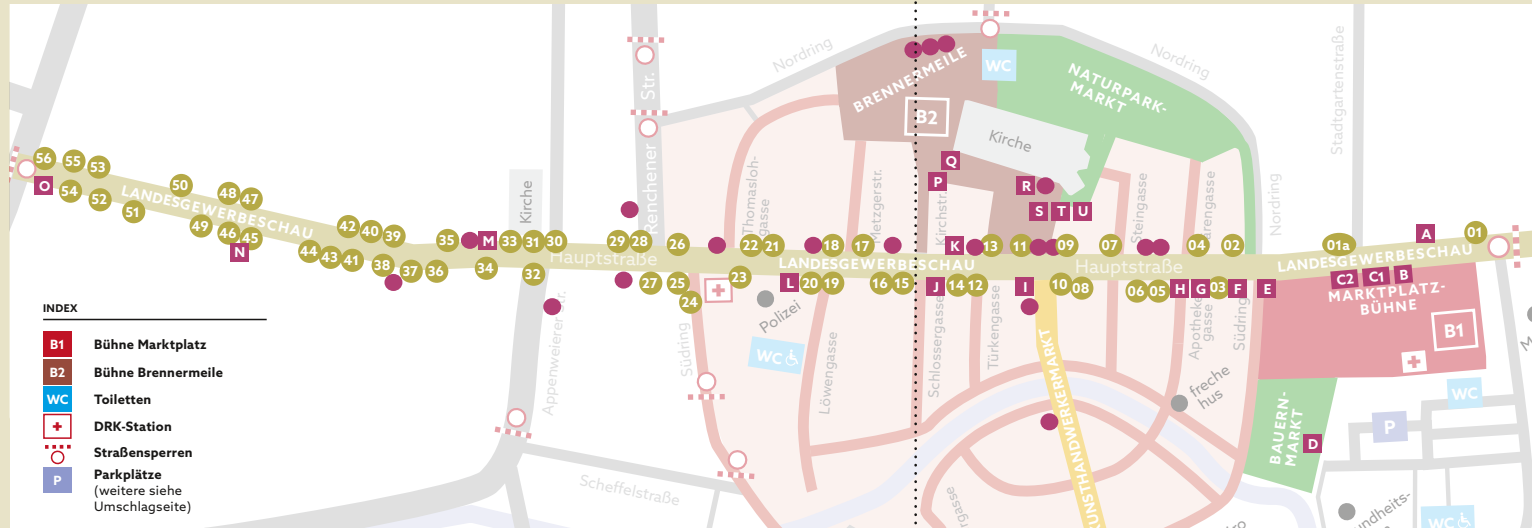 Nordring
BRENNERMEILE
B2
WC
NATURPARK-
MARKT
Nordring
Stadtgartenstraße
Str.
Renchener
Kirche
Kirche
Q
P
R
S T U
Thomasloh-
gasse
Metzgerstr.
Kirchstr.
Steingasse
Nordring
56 55 53
O 54 52 51
50 48 47
49 46 45
N
LANDESGEWERBESCHAU
42 40 39
44 43 41 38 37 36
35 M 33 31 30
34 32
29 28 26
27 25 24
Hauptstraße
22 21 18 17
23 L 20 19 16 15
LANDESGEWERBESCHAU
K 13 11 09 07 04 02
J 14 12 I 10 08 06 05 H G 03 F E
Hauptstraße
01a A 01
LANDESGEWERBESCHAU
C2 C1 B
MARKTPLATZ-
BÜHNE
B1
Polizei
WC
Südring
Löwengasse
Schlossergasse
Türkengasse
Südring
Appenweierer Str.
Scheffelstraße
KUNSTHANDWERKERMARKT
freche
hus
BAUERN-
MARKT
D
P
WC
WC
INDEX
B1 Bühne Marktplatz
B2 Bühne Brennermeile
WC Toiletten
DRK-Station
Straßensperren
P Parkplätze
(weitere siehe
Umschlagseite)